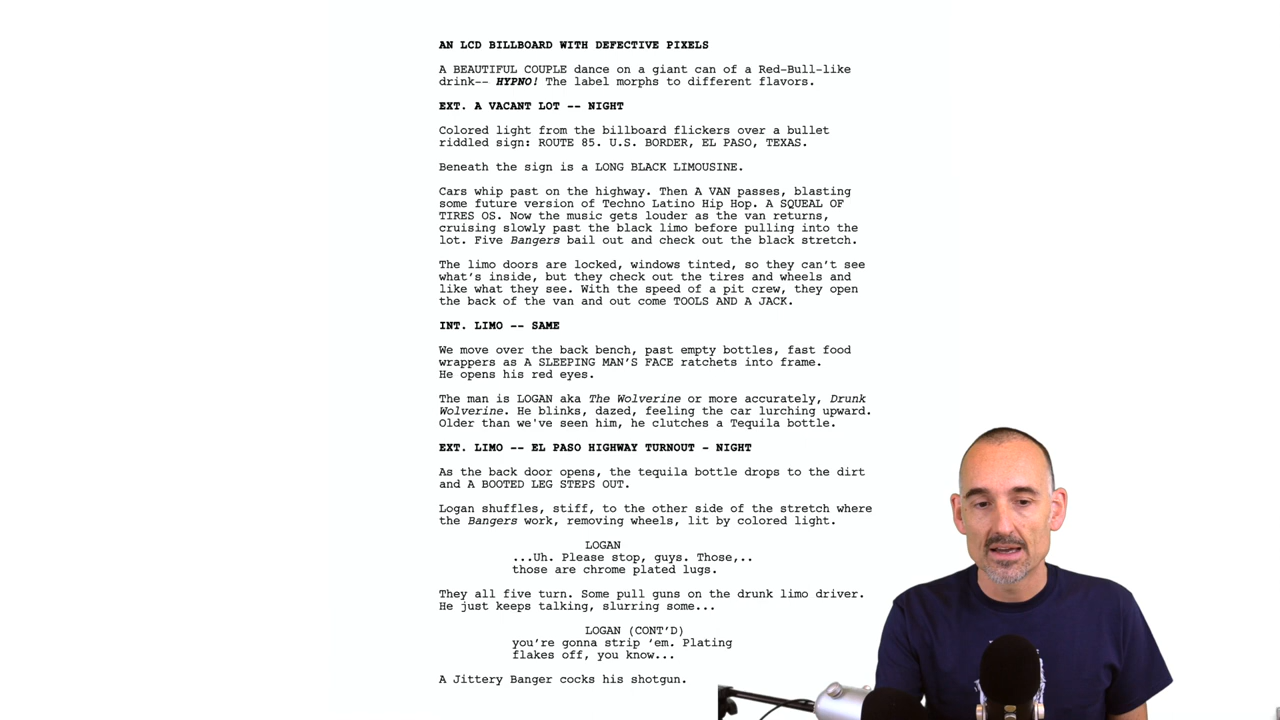 AN LCD BILLBOARD WITH DEFECTIVE PIXELS
A BEAUTIFUL COUPLE dance on a giant can of a Red-Bull-like
drink-- HYPNO! The label morphs to different flavors.
EXT. A VACANT LOT -- NIGHT
Colored light from the billboard flickers over a bullet
riddled sign: ROUTE 85. U.S. BORDER, EL PASO, TEXAS.
Beneath the sign is a LONG BLACK LIMOUSINE.
Cars whip past on the highway. Then A VAN passes, blasting
some future version of Techno Latino Hip Hop. A SQUEAL OF
TIRES OS. Now the music gets louder as the van returns,
cruising slowly past the black limo before pulling into the
lot. Five Bangers bail out and check out the black stretch.
The limo doors are locked, windows tinted, so they can't see
what's inside, but they check out the tires and wheels and
like what they see. With the speed of a pit crew, they open
the back of the van and out come TOOLS AND A JACK.
INT. LIMO -- SAME
We move over the back bench, past empty bottles, fast food
wrappers as A SLEEPING MAN'S FACE ratchets into frame.
He opens his red eyes.
The man is LOGAN aka The Wolverine or more accurately, Drunk
Wolverine. He blinks, dazed, feeling the car lurching upward.
Older than we've seen him, he clutches a Tequila bottle.
EXT. LIMO -- EL PASO HIGHWAY TURNOUT - NIGHT
As the back door opens, the tequila bottle drops to the dirt
and A BOOTED LEG STEPS OUT.
Logan shuffles, stiff, to the other side of the stretch where
the Bangers work, removing wheels, lit by colored light.
LOGAN
...Uh. Please stop, guys. Those,..
those are chrome plated lugs.
They all five turn. Some pull guns on the drunk limo driver.
He just keeps talking, slurring some...
LOGAN (CONT'D)
you're gonna strip 'em. Plating
flakes off, you know...
A Jittery Banger cocks his shotgun.